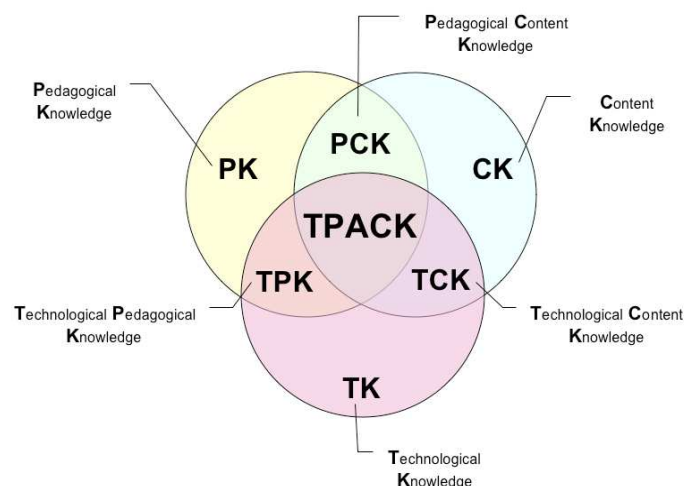 Pedagogical Content
Knowledge
Pedagogical
Knowledge
Content
Knowledge
PCK
PK
CK
TPACK
TPK
TCK
Technological Pedagogical
Knowledge
Technological Content
Knowledge
TK
Technological
Knowledge